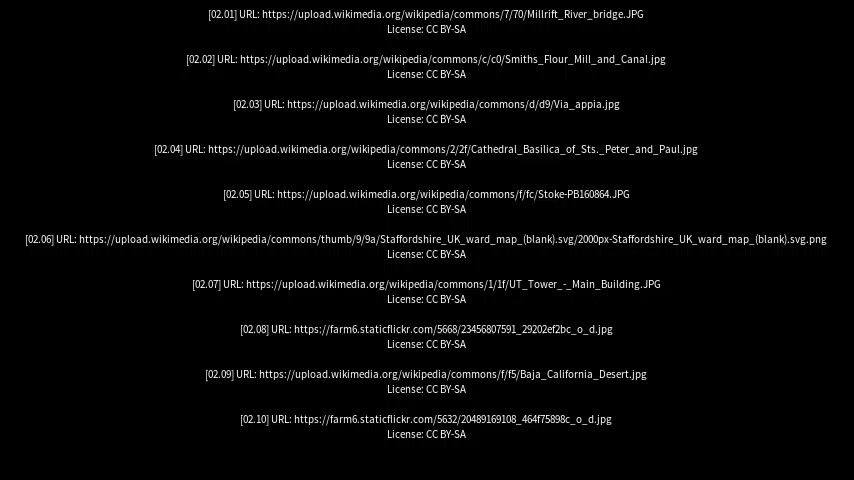 [02.01] URL: https://upload.wikimedia.org/wikipedia/commons/7/70/Millrift_River_bridge.JPG
License: CC BY-SA
[02.02] URL: https://upload.wikimedia.org/wikipedia/commons/c/c0/Smiths_Flour_Mill_and_Canal.jpg
License: CC BY-SA
[02.03] URL: https://upload.wikimedia.org/wikipedia/commons/d/d9/Via_appia.jpg
License: CC BY-SA
[02.04] URL: https://upload.wikimedia.org/wikipedia/commons/2/2f/Cathedral_Basilica_of_Sts._Peter_and_Paul.jpg
License: CC BY-SA
[02.05] URL: https://upload.wikimedia.org/wikipedia/commons/f/fc/Stoke-PB160864.JPG
License: CC BY-SA
[02.06] URL: https://upload.wikimedia.org/wikipedia/commons/thumb/9/9a/Staffordshire_UK_ward_map_(blank).svg/2000px-Staffordshire_UK_ward_map_(blank).svg.png
License: CC BY-SA
[02.07] URL: https://upload.wikimedia.org/wikipedia/commons/1/1f/UT_Tower_-_Main_Building.JPG
License: CC BY-SA
[02.08] URL: https://farm6.staticflickr.com/5668/23456807591_29202ef2bc_o_d.jpg
License: CC BY-SA
[02.09] URL: https://upload.wikimedia.org/wikipedia/commons/f/f5/Baja_California_Desert.jpg
License: CC BY-SA
[02.10] URL: https://farm6.staticflickr.com/5632/20489169108_464f75898c_o_d.jpg
License: CC BY-SA